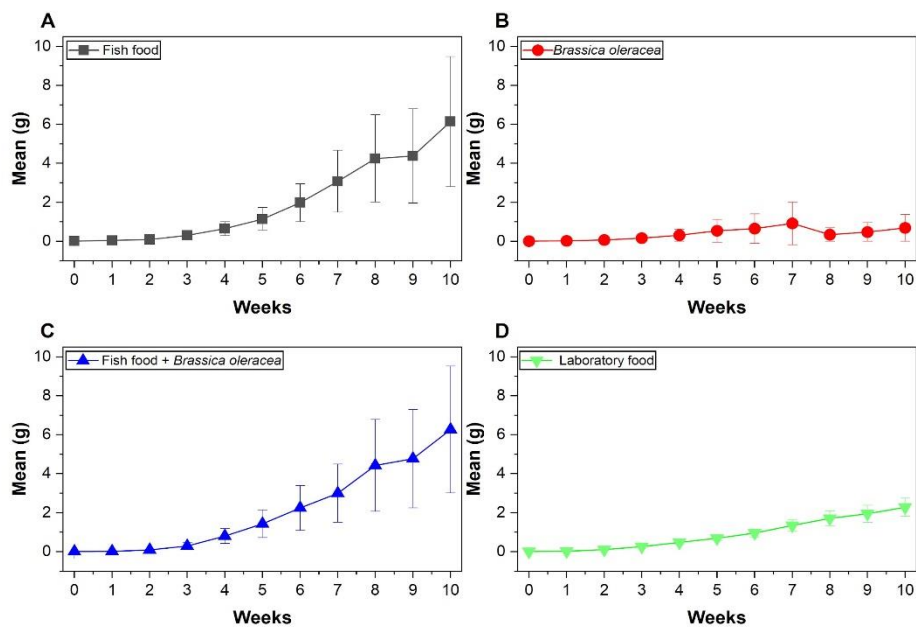 A
Fish food
10
8
6
4
2
0
Mean (g)
0 1 2 3 4 5 6 7 8 9 10
Weeks
B
Brassica oleracea
10
8
6
4
2
0
Mean (g)
0 1 2 3 4 5 6 7 8 9 10
Weeks
C
Fish food + Brassica oleracea
10
8
6
4
2
0
Mean (g)
0 1 2 3 4 5 6 7 8 9 10
Weeks
D
Laboratory food
10
8
6
4
2
0
Mean (g)
0 1 2 3 4 5 6 7 8 9 10
Weeks